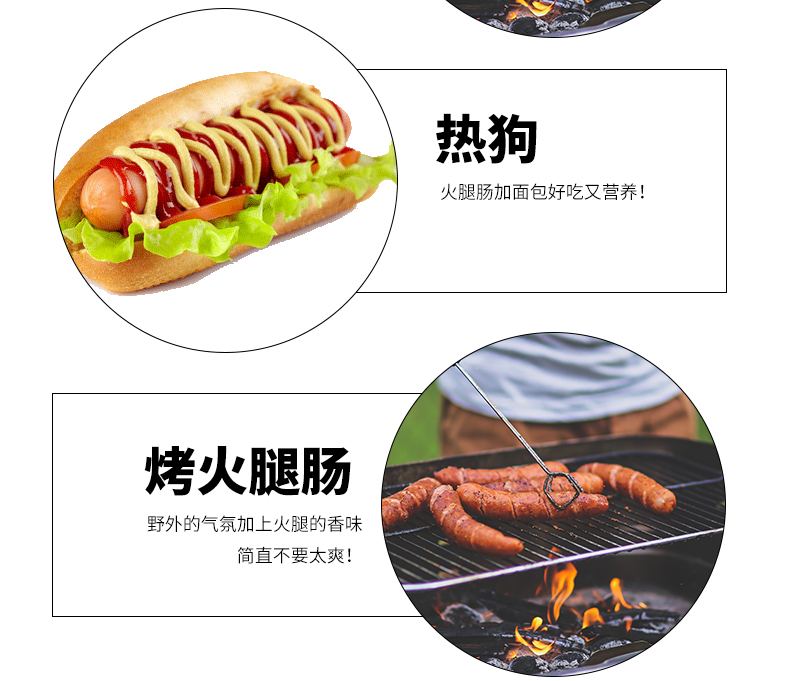 热狗
火腿肠加面包好吃又营养！
烤火腿肠
野外的气氛加上火腿的香味
简直不要太爽！